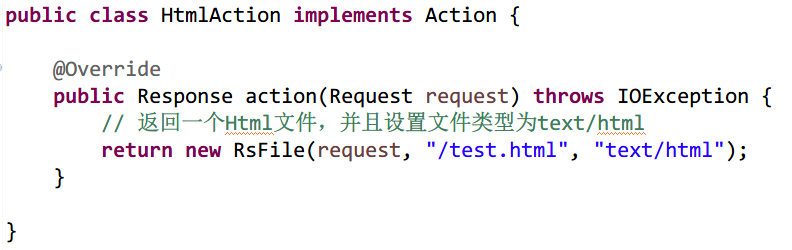 public class HtmlAction implements Action {
@Override
public Response action(Request request) throws IOException {
// 返回一个Html文件，并且设置文件类型为text/html
return new RsFile(request, "/test.html", "text/html");
}
}